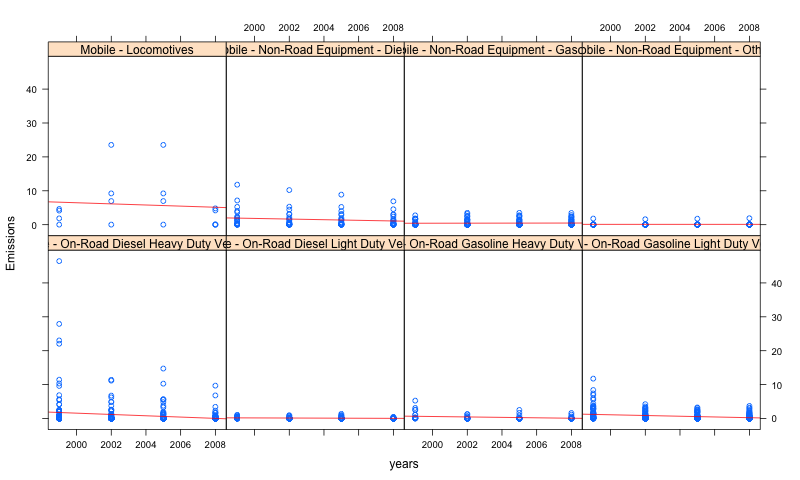 2000 2002 2004 2006 2008 2000 2002 2004 2006 2008
Mobile - Locomotives obile - Non-Road Equipment - Die ile - Non-Road Equipment - Gaso obile - Non-Road Equipment - Oth
40
30
20
10
0
Emissions
- On-Road Diesel Heavy Duty Ve e - On-Road Diesel Light Duty Ve On-Road Gasoline Heavy Duty V - On-Road Gasoline Light Duty V
40
30
20
10
0
2000 2002 2004 2006 2008 2000 2002 2004 2006 2008
years